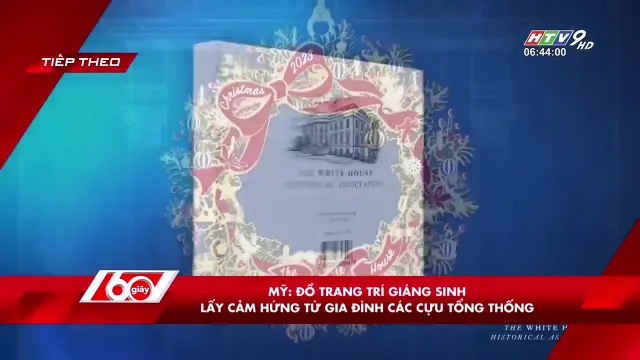 TIẾP THEO
HTV9 HD
06:44:00
Christmas 2023
THE WHITE HOUSE
HISTORICAL ASSOCIATION
The
House
60 giây
MỸ: ĐỒ TRANG TRÍ GIÁNG SINH
LẤY CẢM HỨNG TỪ GIA ĐÌNH CÁC CỰU TỔNG THỐNG
THE WHITE
HISTORICAL AS